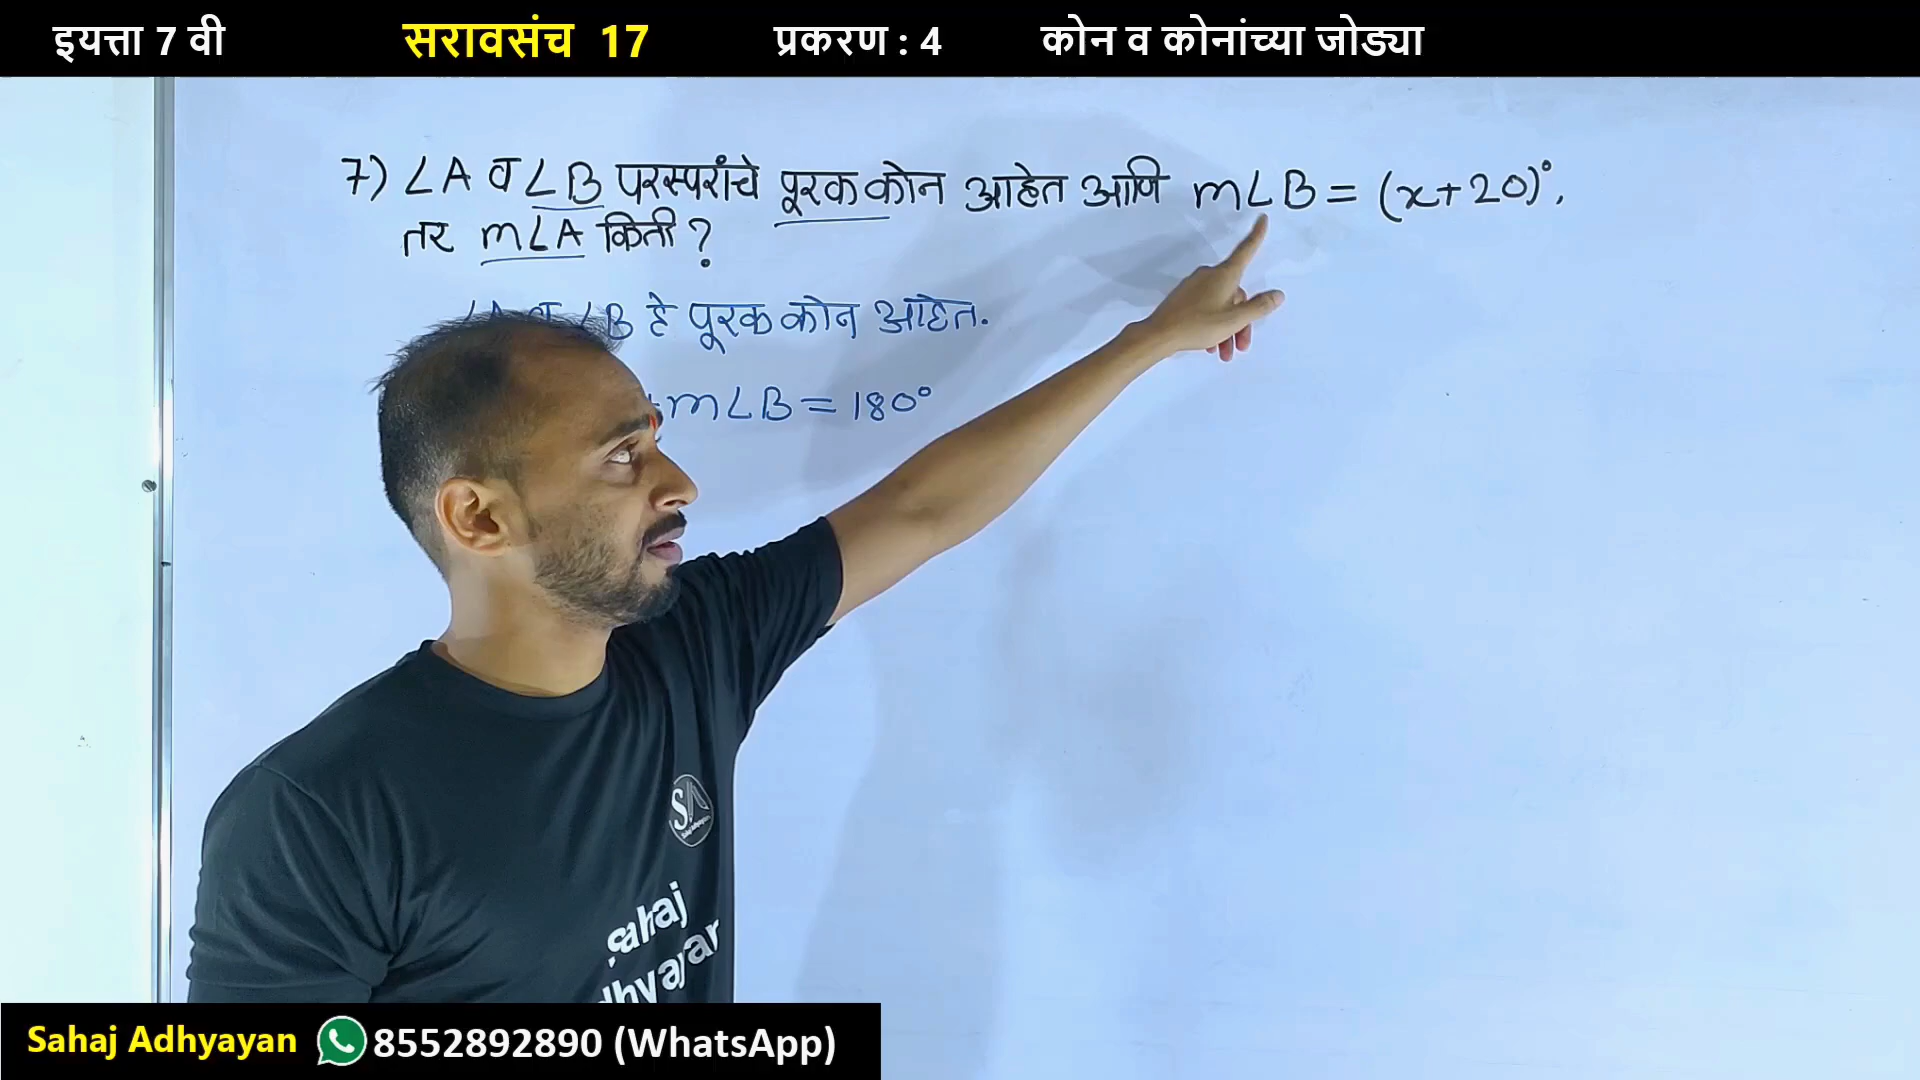 इयत्ता 7 वी सरावसंच 17 प्रकरण : 4 कोन व कोनांच्या जोड्या
7) ∠A व ∠B परस्परांचे पूरक कोन आहेत आणि m∠B = (x+20)°,
तर m∠A किती ?
∠A व ∠B हे पूरक कोन आहेत.
+m∠B = 180°
S
Sahaj
Sahaj Adhyayan 8552892890 (WhatsApp)